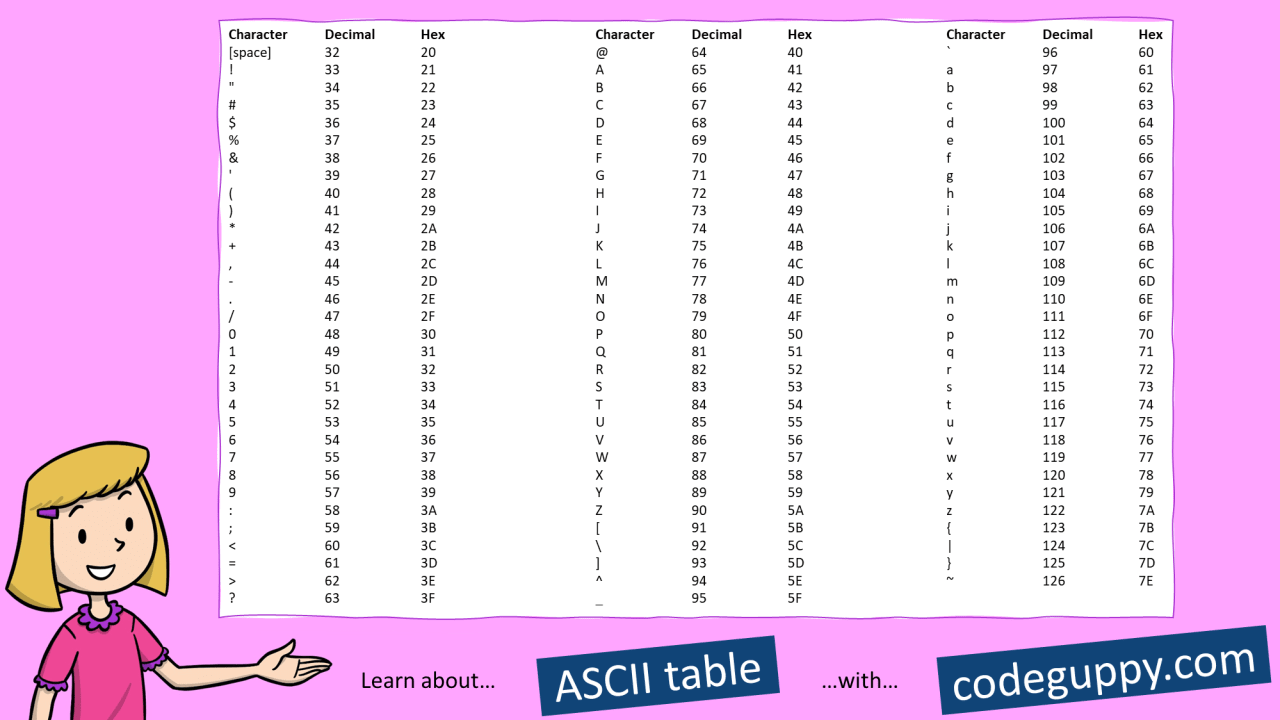 Character Decimal Hex Character Decimal Hex Character Decimal Hex
[space] 32 20 @ 64 40 ` 96 60
! 33 21 A 65 41 a 97 61
" 34 22 B 66 42 b 98 62
# 35 23 C 67 43 c 99 63
$ 36 24 D 68 44 d 100 64
% 37 25 E 69 45 e 101 65
& 38 26 F 70 46 f 102 66
' 39 27 G 71 47 g 103 67
( 40 28 H 72 48 h 104 68
) 41 29 I 73 49 i 105 69
* 42 2A J 74 4A j 106 6A
+ 43 2B K 75 4B k 107 6B
, 44 2C L 76 4C l 108 6C
- 45 2D M 77 4D m 109 6D
. 46 2E N 78 4E n 110 6E
/ 47 2F O 79 4F o 111 6F
0 48 30 P 80 50 p 112 70
1 49 31 Q 81 51 q 113 71
2 50 32 R 82 52 r 114 72
3 51 33 S 83 53 s 115 73
4 52 34 T 84 54 t 116 74
5 53 35 U 85 55 u 117 75
6 54 36 V 86 56 v 118 76
7 55 37 W 87 57 w 119 77
8 56 38 X 88 58 x 120 78
9 57 39 Y 89 59 y 121 79
: 58 3A Z 90 5A z 122 7A
; 59 3B [ 91 5B { 123 7B
< 60 3C \ 92 5C | 124 7C
= 61 3D ] 93 5D } 125 7D
> 62 3E ^ 94 5E ~ 126 7E
? 63 3F _ 95 5F
Learn about... ASCII table ...with... codeguppy.com